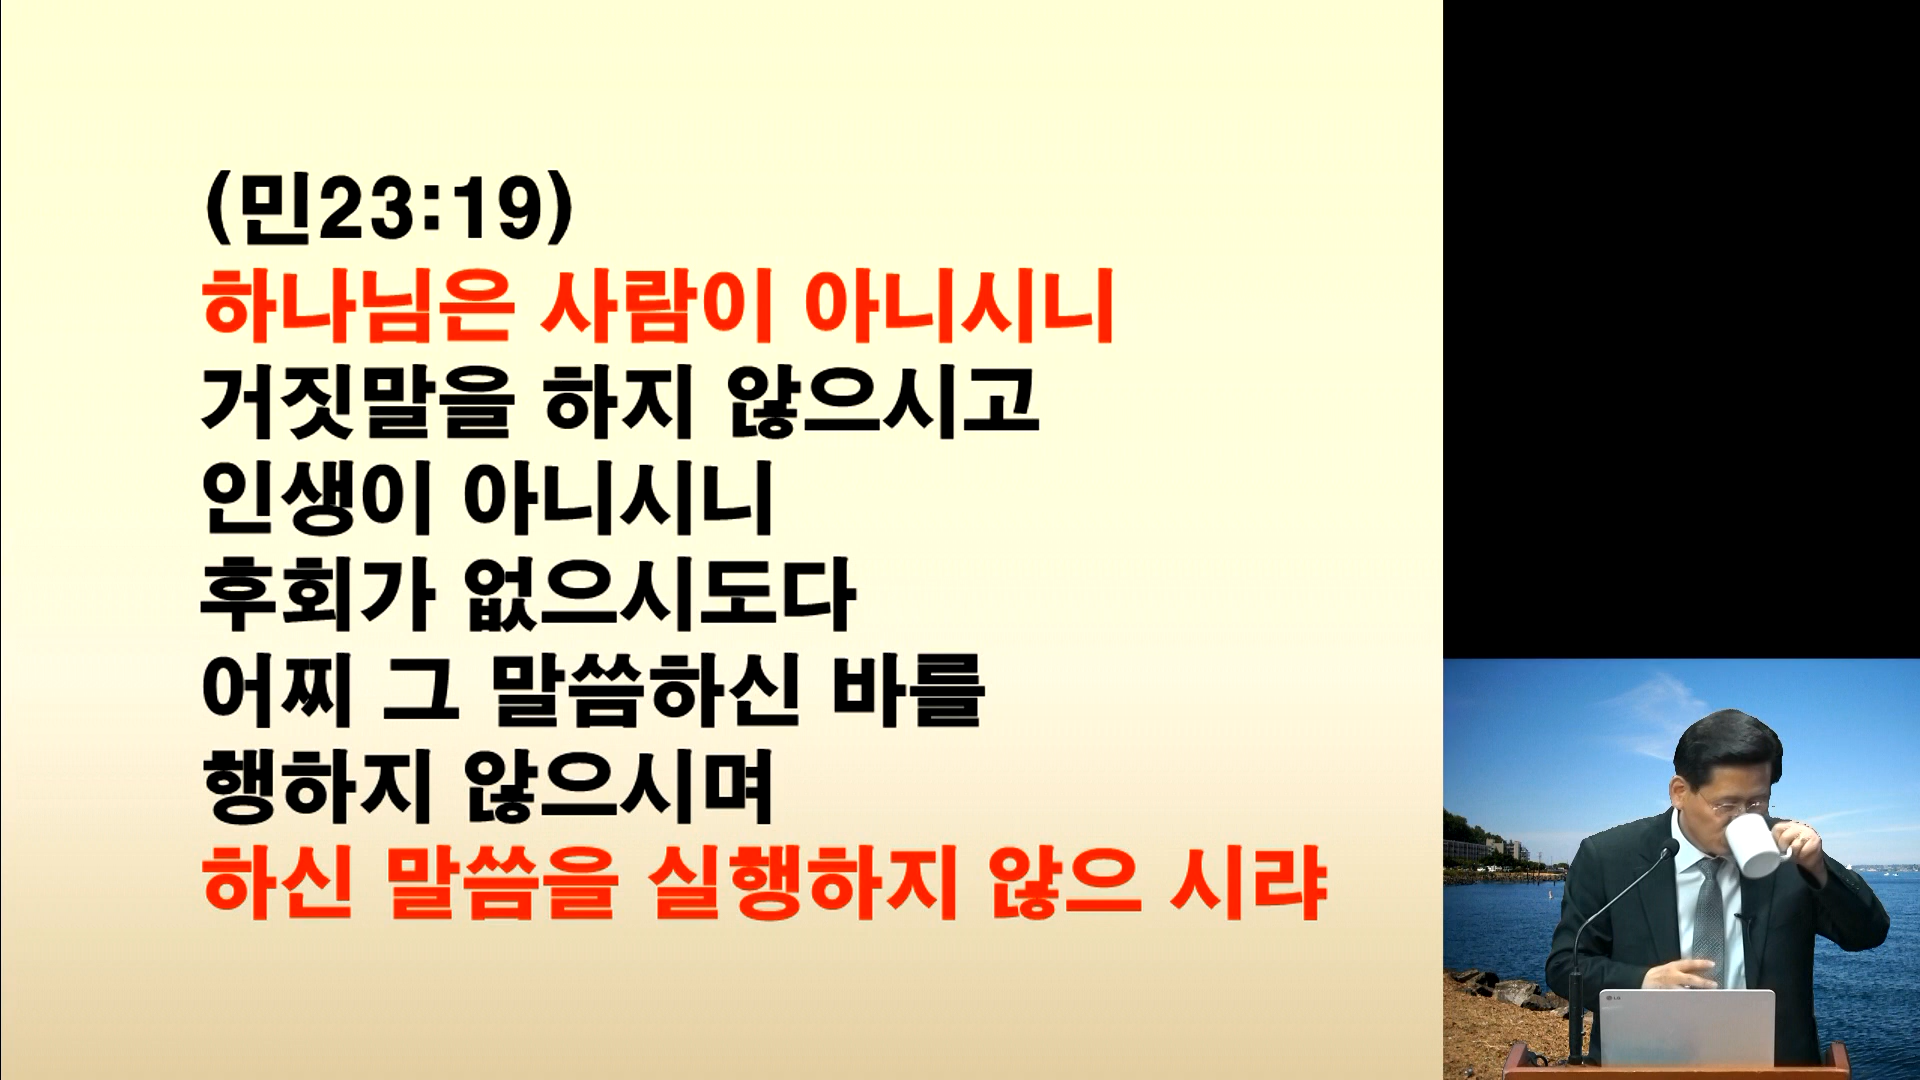 (민23:19)
하나님은 사람이 아니시니
거짓말을 하지 않으시고
인생이 아니시니
후회가 없으시도다
어찌 그 말씀하신 바를
행하지 않으시며
하신 말씀을 실행하지 않으 시랴
LG